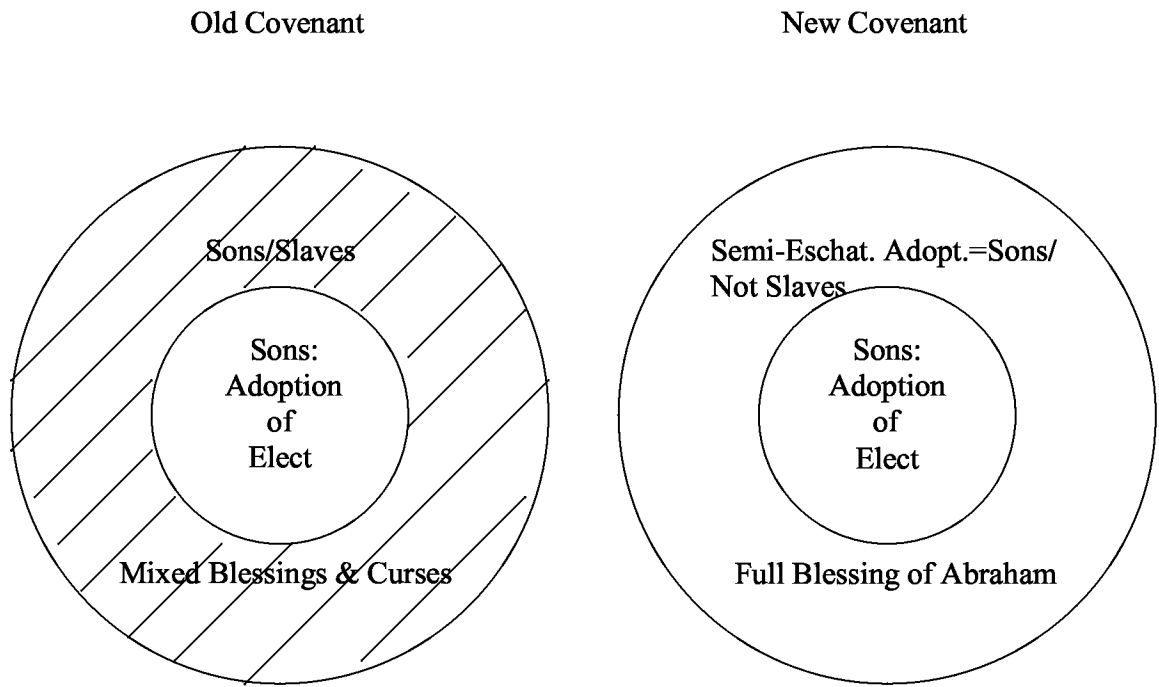 Old Covenant
Sons/Slaves
Sons:
Adoption
of
Elect
Mixed Blessings & Curses
New Covenant
Semi-Eschat. Adopt.=Sons/
Not Slaves
Sons:
Adoption
of
Elect
Full Blessing of Abraham